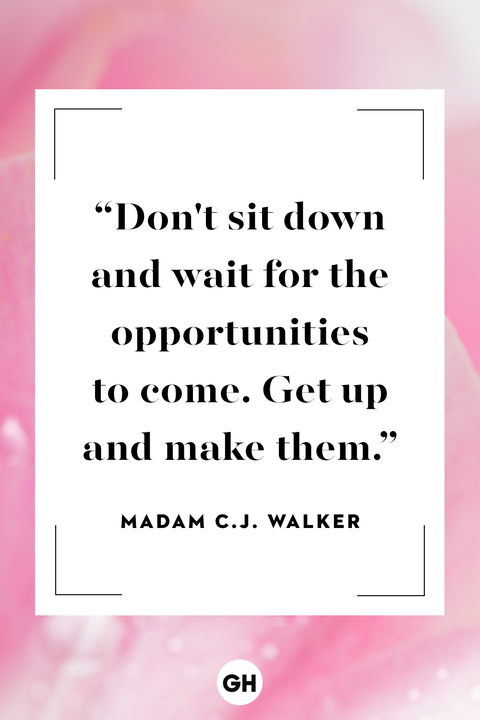 “Don't sit down
and wait for the
opportunities
to come. Get up
and make them.”
MADAM C.J. WALKER
GH